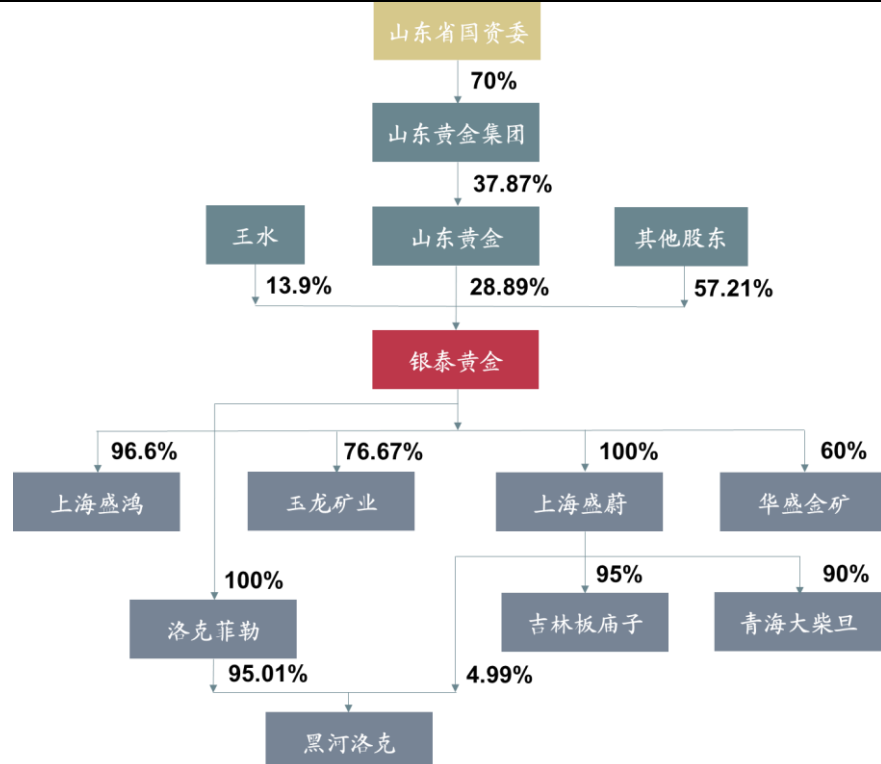 山东省国资委
70%
山东黄金集团
37.87%
王水
山东黄金
其他股东
13.9%
28.89%
57.21%
银泰黄金
96.6%
76.67%
100%
60%
上海盛鸿
玉龙矿业
上海盛蔚
华盛金矿
100%
95%
90%
洛克菲勒
吉林板庙子
青海大柴旦
95.01%
4.99%
黑河洛克